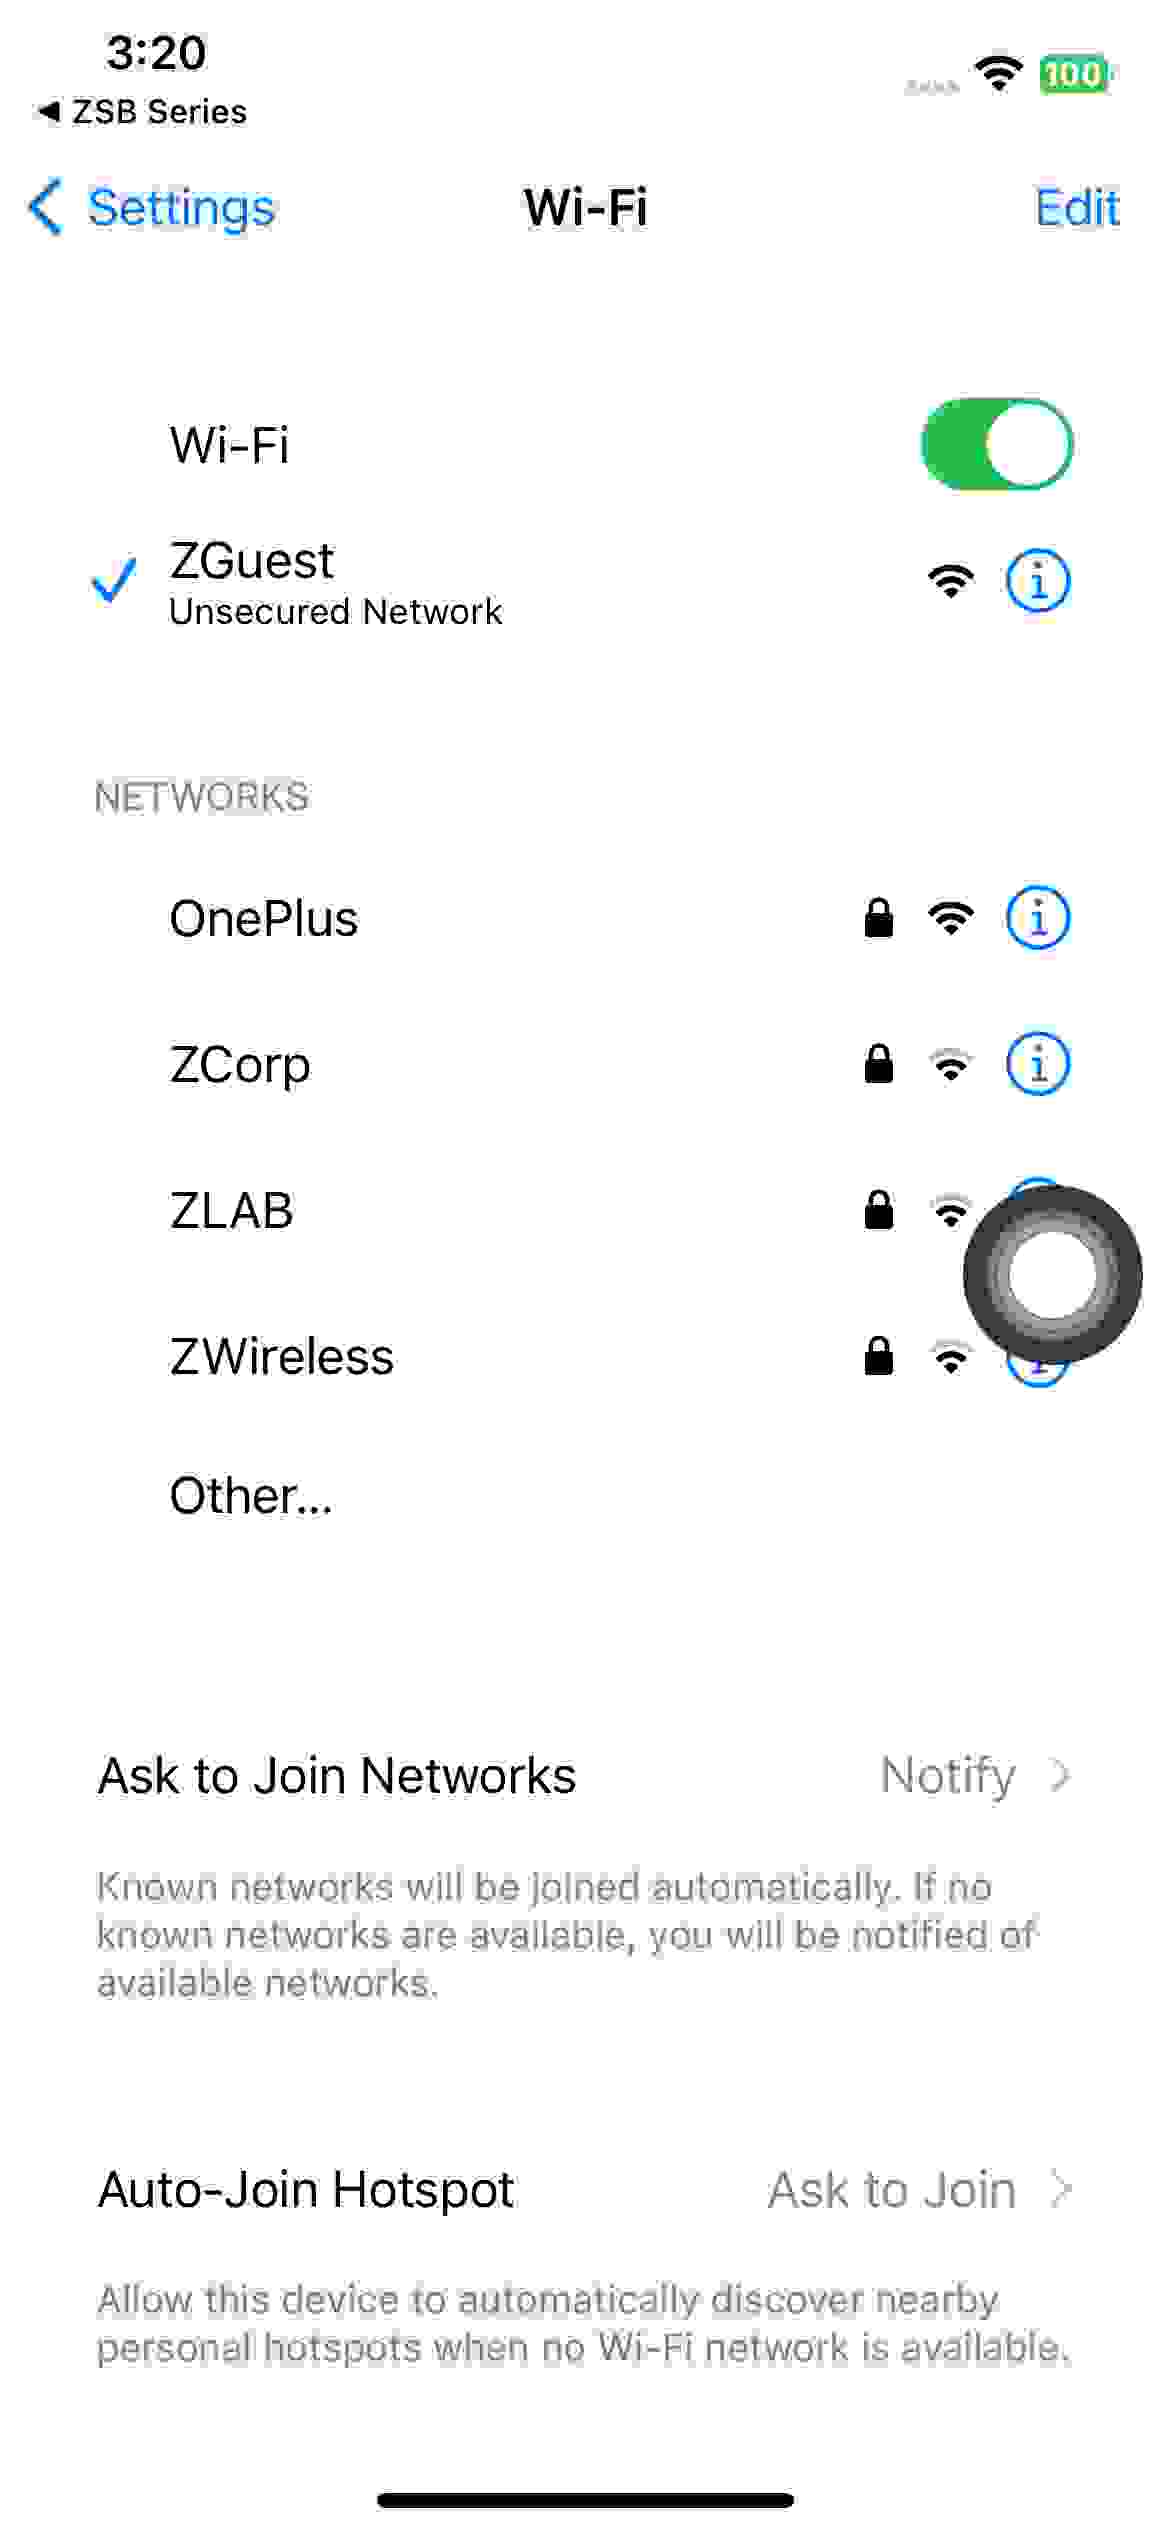 3:20
100
◀ ZSB Series
Settings
Wi-Fi
Edit
Wi-Fi
ZGuest
Unsecured Network
NETWORKS
OnePlus
ZCorp
ZLAB
ZWireless
Other...
Ask to Join Networks
Notify
Known networks will be joined automatically. If no
known networks are available, you will be notified of
available networks.
Auto-Join Hotspot
Ask to Join
Allow this device to automatically discover nearby
personal hotspots when no Wi-Fi network is available.